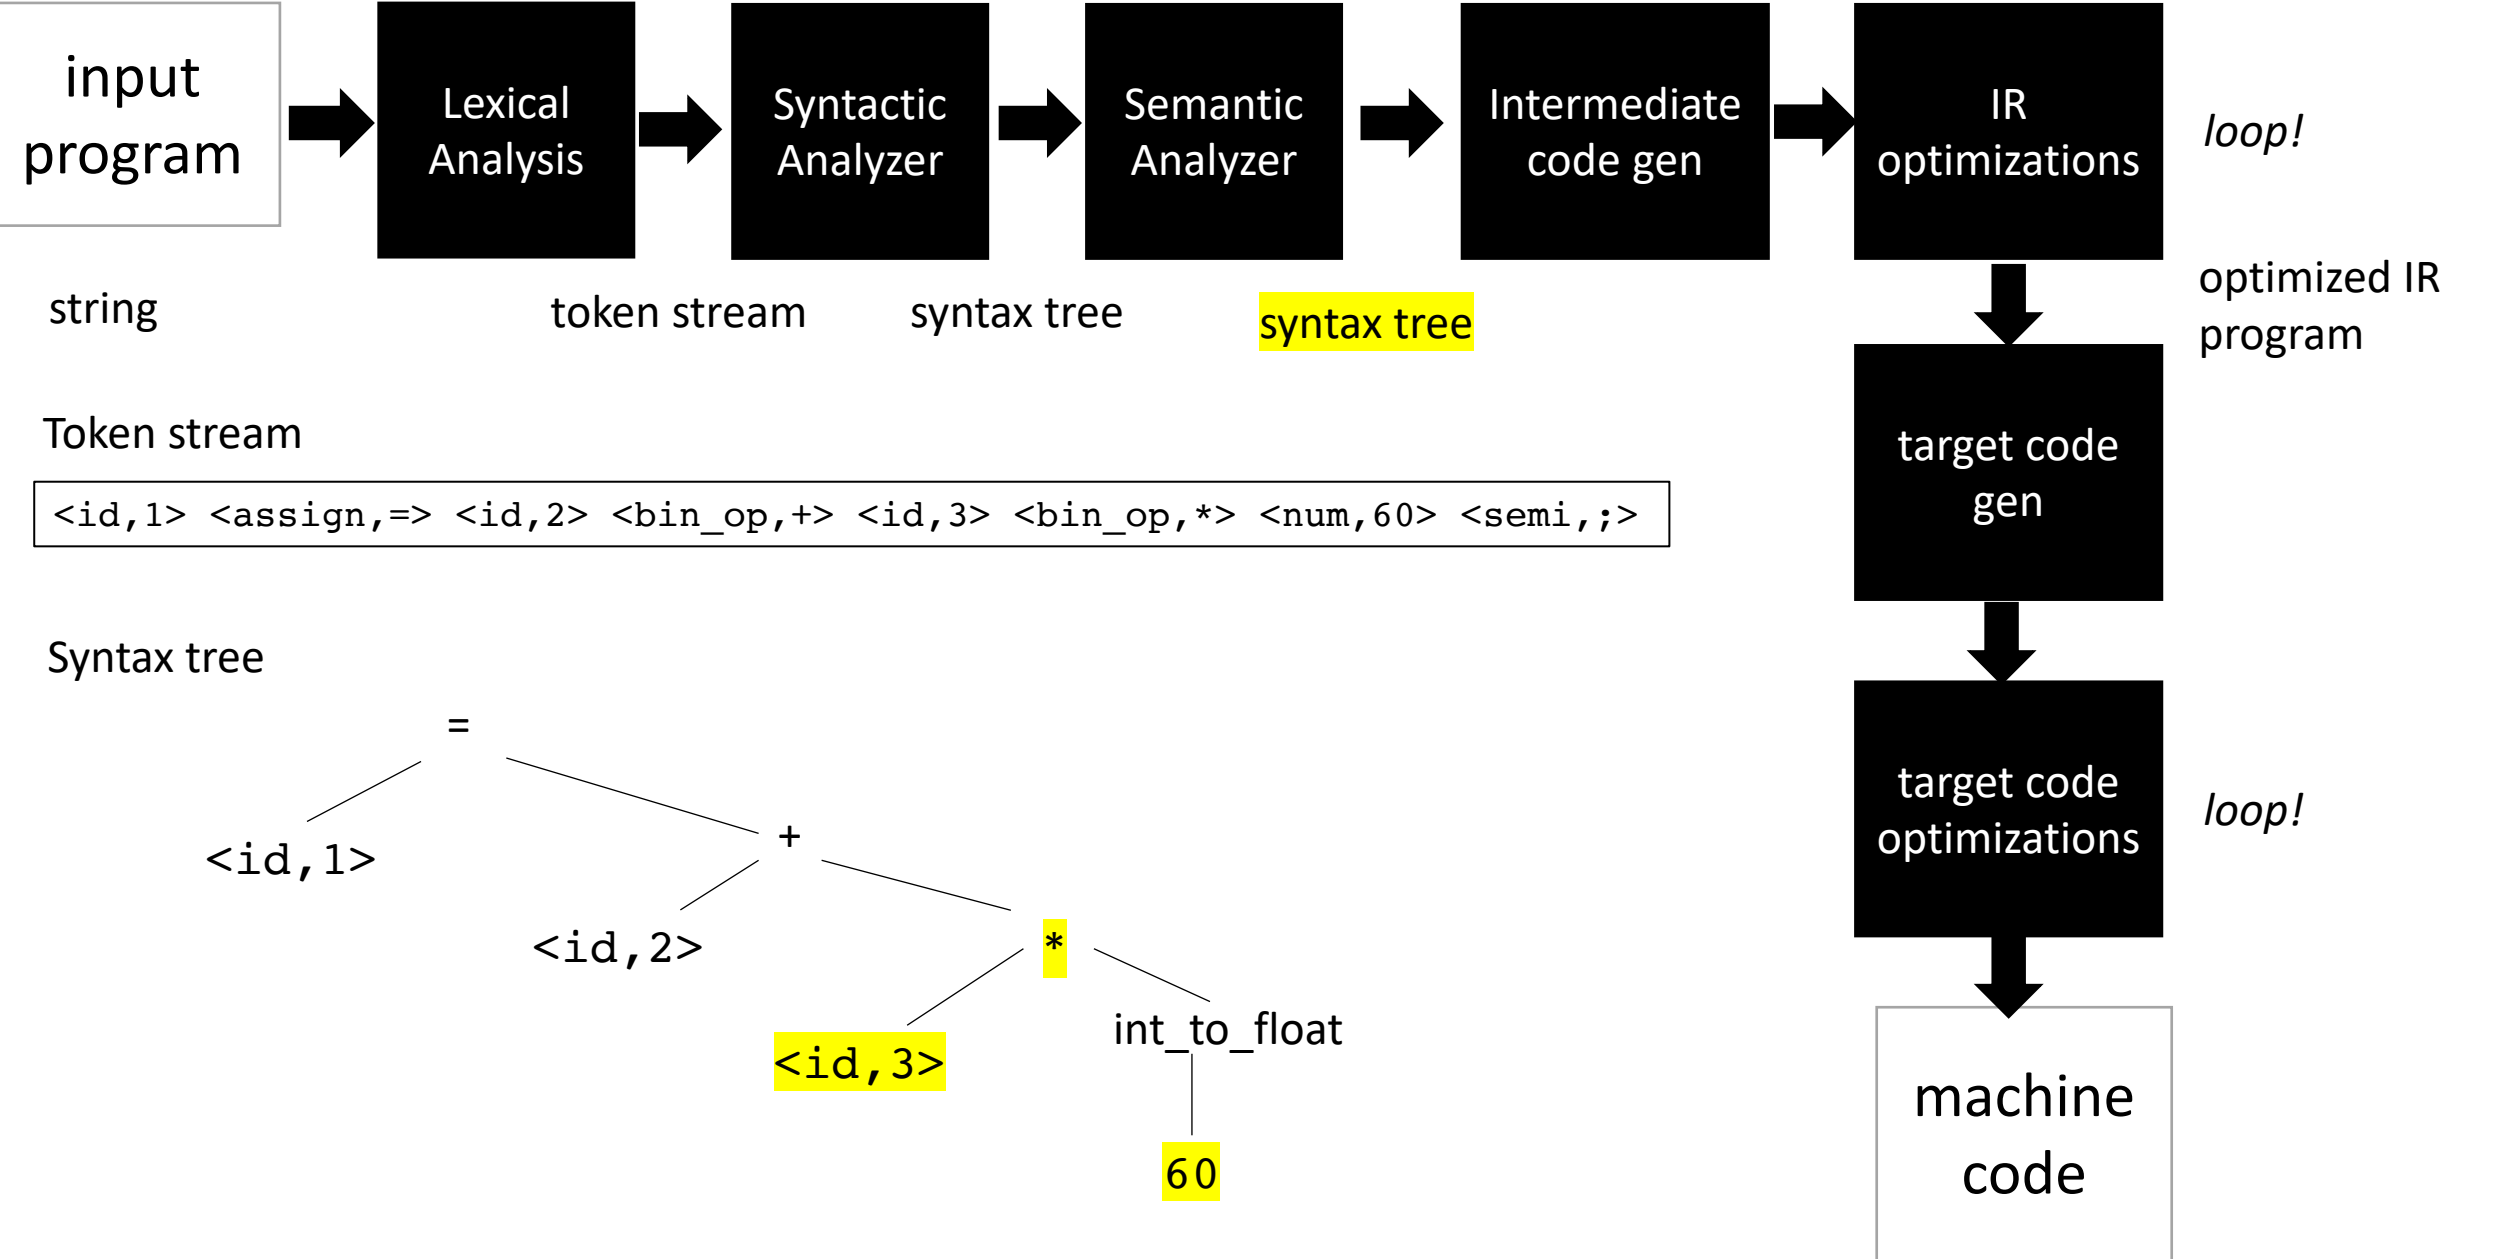 input
program
Lexical
Analysis
Syntactic
Analyzer
Semantic
Analyzer
Intermediate
code gen
IR
optimizations
loop!
string
token stream
syntax tree
syntax tree
optimized IR
program
Token stream
<id,1> <assign,=> <id,2> <bin_op,+> <id,3> <bin_op,*> <num,60> <semi,;>
target code
gen
Syntax tree
=
<id,1>
+
<id,2>
*
<id,3>
int_to_float
60
target code
optimizations
loop!
machine
code